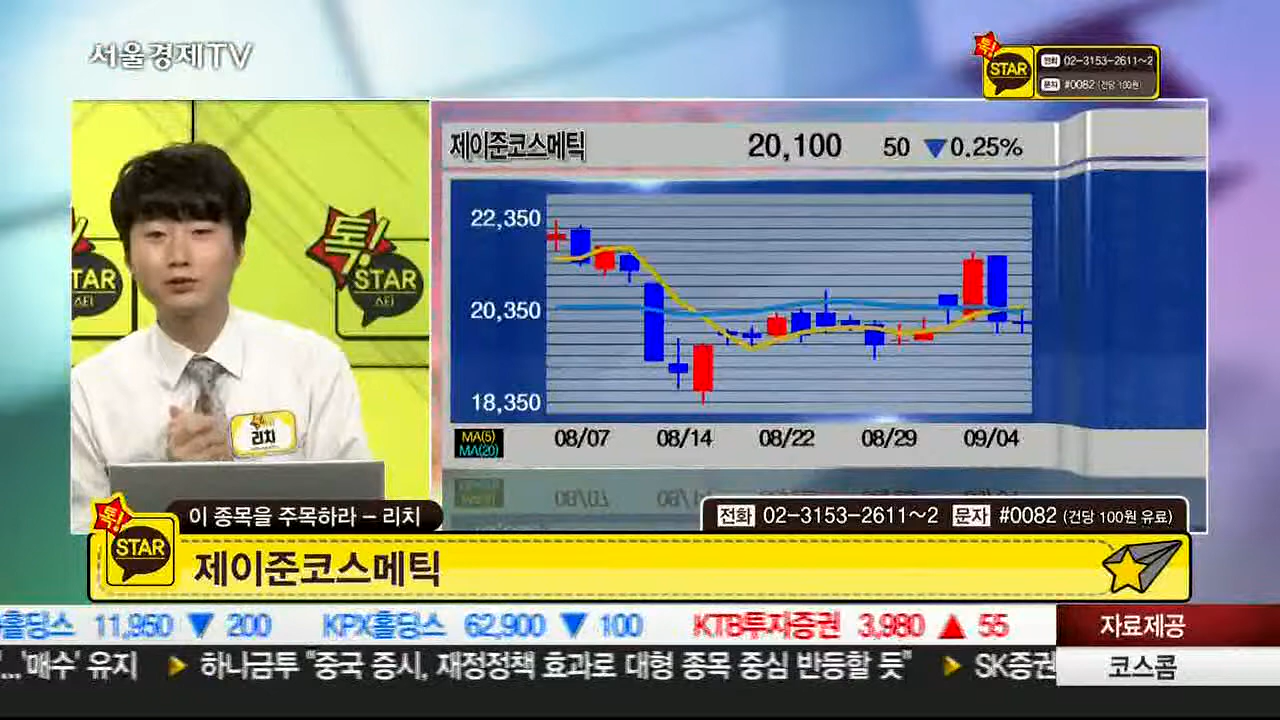 서울경제TV
톡!
STAR
전화 02-3153-2611~2
문자 #0082 (건당 100원)
제이준코스메틱 20,100 50 ▼0.25%
22,350
20,350
18,350
MA(5)
MA(20)
08/07 08/14 08/22 08/29 09/04
톡!
STAR
스타
TAR
스타
리치
이 종목을 주목하라 - 리치
전화 02-3153-2611~2 문자 #0082 (건당 100원 유료)
톡!
STAR
제이준코스메틱
홀딩스 11,950 ▼ 200 KPX홀딩스 62,900 ▼ 100 KTB투자증권 3,980 ▲ 55
자료제공
...'매수' 유지 ▶ 하나금투 "중국 증시, 재정정책 효과로 대형 종목 중심 반등할 듯" ▶ SK증권
코스콤